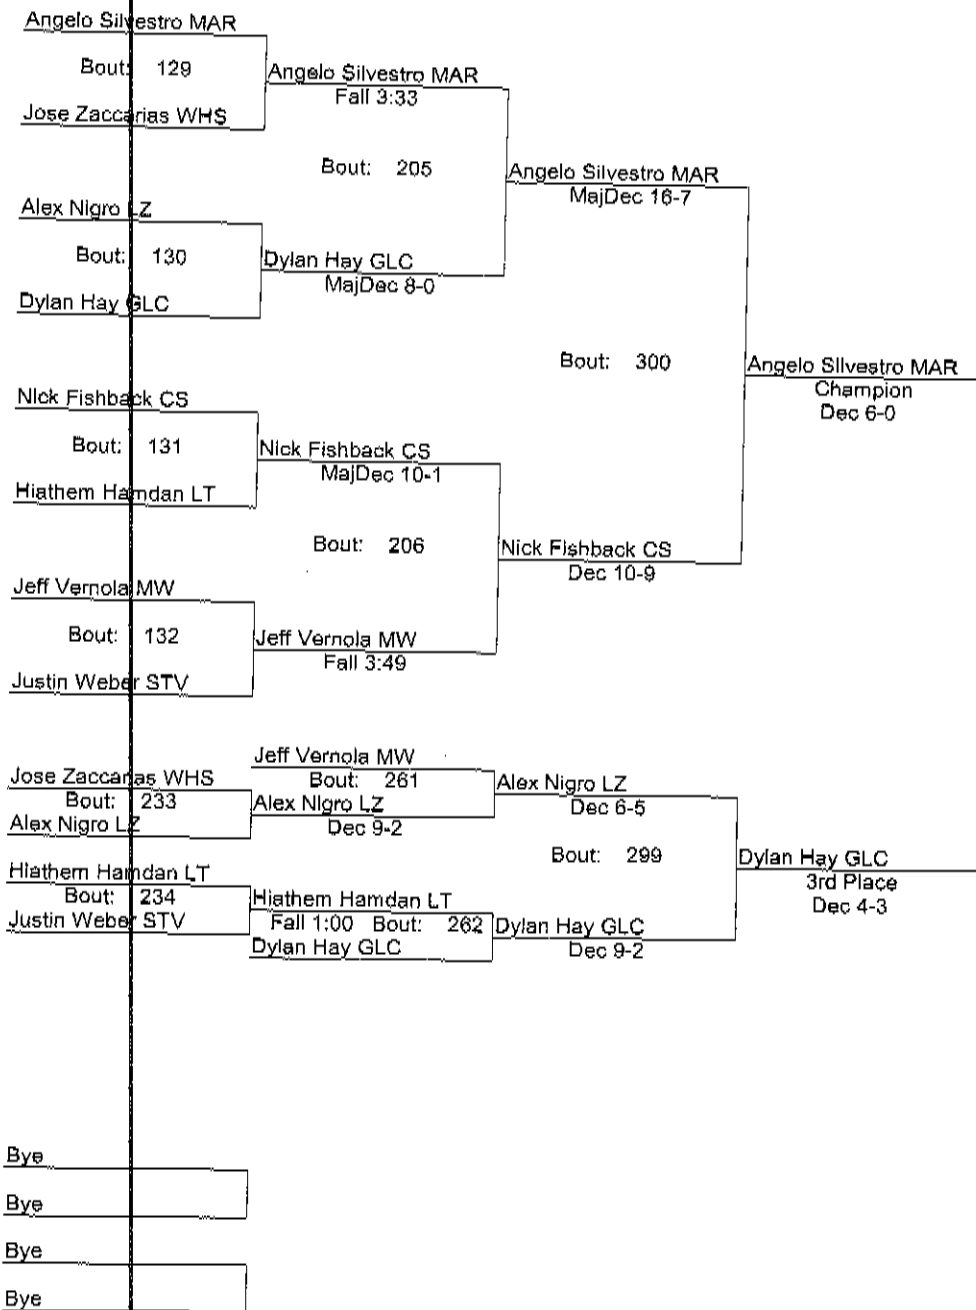 Angelo Silvestro MAR
Bout: 129
Angelo Silvestro MAR
Fall 3:33
Jose Zaccarias WHS
Bout: 205
Angelo Silvestro MAR
MajDec 16-7
Alex Nigro LZ
Bout: 130
Dylan Hay GLC
MajDec 8-0
Dylan Hay GLC
Bout: 300
Angelo Silvestro MAR
Champion
Dec 6-0
Nick Fishback CS
Bout: 131
Nick Fishback CS
MajDec 10-1
Hiathem Hamdan LT
Bout: 206
Nick Fishback CS
Dec 10-9
Jeff Vernola MW
Bout: 132
Jeff Vernola MW
Fall 3:49
Justin Weber STV
Jeff Vernola MW
Jose Zaccarias WHS
Bout: 261
Alex Nigro LZ
Bout: 233
Alex Nigro LZ
Dec 6-5
Alex Nigro LZ
Dec 9-2
Bout: 299
Dylan Hay GLC
3rd Place
Dec 4-3
Hiathem Hamdan LT
Bout: 234
Hiathem Hamdan LT
Justin Weber STV
Fall 1:00 Bout: 262
Dylan Hay GLC
Dylan Hay GLC
Dec 9-2
Bye
Bye
Bye
Bye